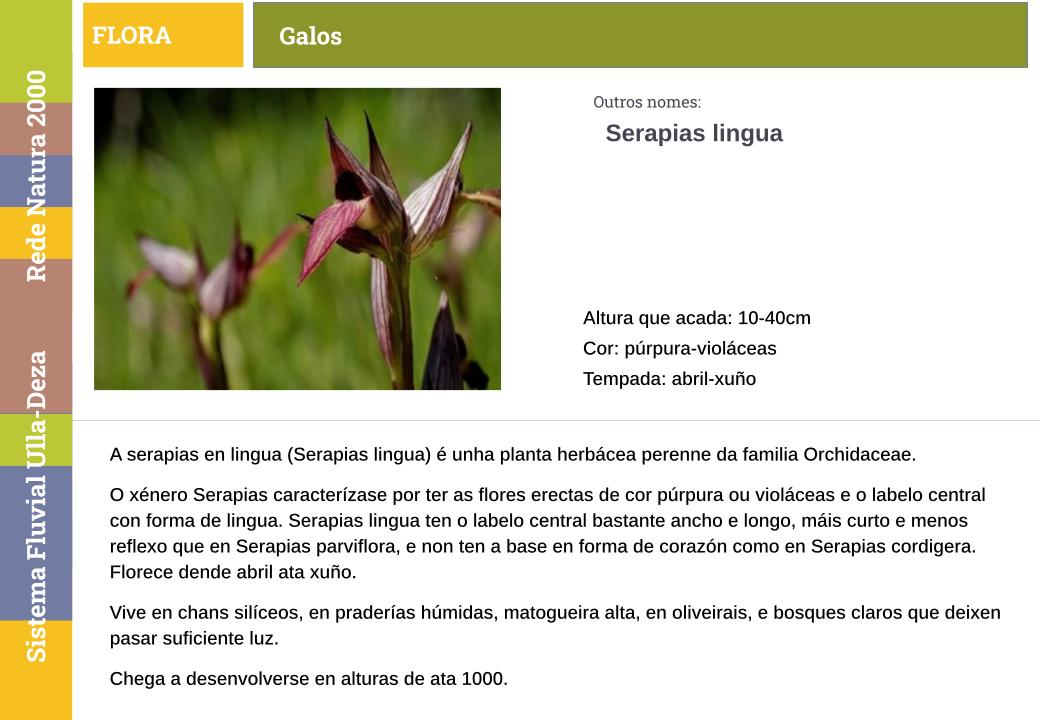 FLORA
Galos
Rede Natura 2000
Sistema Fluvial Ulla-Deza
Outros nomes:
Serapias lingua
Altura que acada: 10-40cm
Cor: púrpura-violáceas
Tempada: abril-xuño
A serapias en lingua (Serapias lingua) é unha planta herbácea perenne da familia Orchidaceae.
O xénero Serapias caracterízase por ter as flores erectas de cor púrpura ou violáceas e o labelo central
con forma de lingua. Serapias lingua ten o labelo central bastante ancho e longo, máis curto e menos
reflexo que en Serapias parviflora, e non ten a base en forma de corazón como en Serapias cordigera.
Florece dende abril ata xuño.
Vive en chans silíceos, en praderías húmidas, matogueira alta, en oliveirais, e bosques claros que deixen
pasar suficiente luz.
Chega a desenvolverse en alturas de ata 1000.